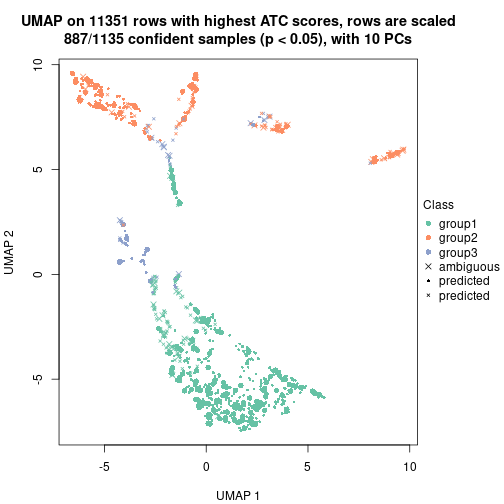 UMAP on 11351 rows with highest ATC scores, rows are scaled
887/1135 confident samples (p < 0.05), with 10 PCs
10
5
0
-5
UMAP 2
-5
0
5
10
UMAP 1
Class
group1
group2
group3
ambiguous
predicted
predicted